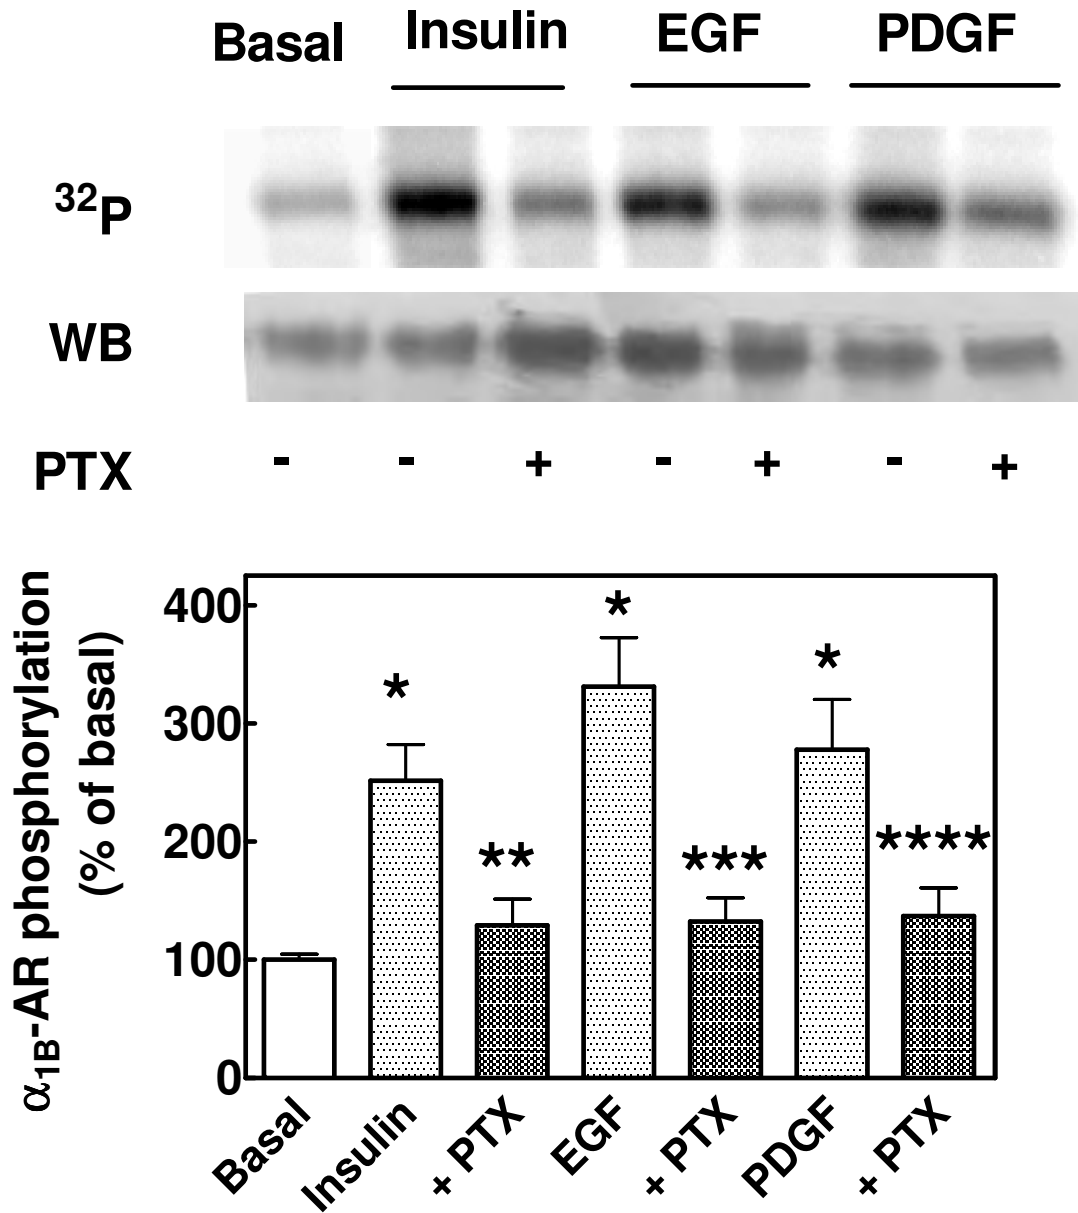 Basal Insulin EGF PDGF
³²P
WB
PTX - - + - + - +
α₁B-AR phosphorylation
(% of basal)
400
300
200
100
0
*
**
*
***
*
****
Basal
Insulin
+ PTX
EGF
+ PTX
PDGF
+ PTX